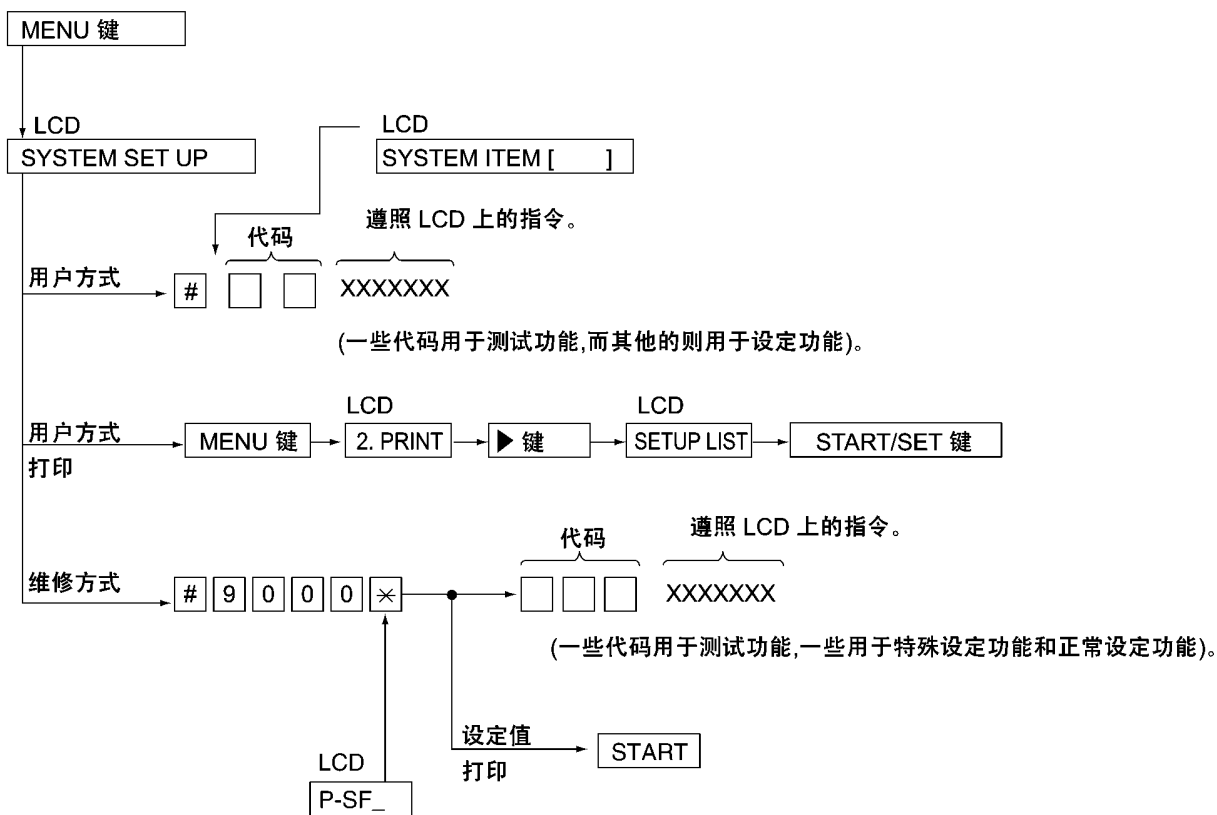 MENU 键
LCD
SYSTEM SET UP
LCD
SYSTEM ITEM [ ]
代码
遵照 LCD 上的指令。
用户方式
# □ □ XXXXXXX
(一些代码用于测试功能,而其他的则用于设定功能)。
用户方式
打印
MENU 键
LCD
2. PRINT
▶ 键
LCD
SETUP LIST
START/SET 键
维修方式
# 9 0 0 0 ✳
代码
遵照 LCD 上的指令。
□ □ □ XXXXXXX
(一些代码用于测试功能,一些用于特殊设定功能和正常设定功能)。
设定值
打印
START
LCD
P-SF_